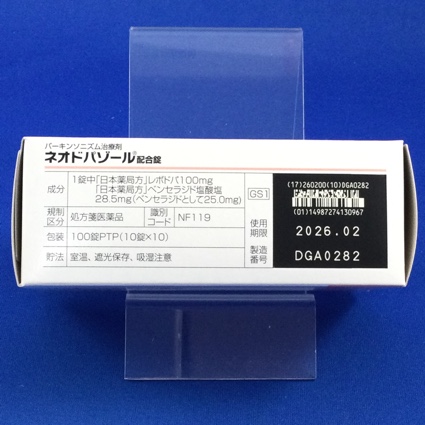 パーキンソニズム治療剤
ネオドパゾール®配合錠
成分
1錠中「日本薬局方」レボドパ100mg
「日本薬局方」ベンセラジド塩酸塩
28.5mg(ベンセラジドとして25.0mg)
規制区分
処方箋医薬品
識別コード
NF119
包装
100錠PTP(10錠×10)
貯法
室温、遮光保存、吸湿注意
GS1
(17)260200(10)DGA0282
(01)14987274130967
使用期限
2026.02
製造番号
DGA0282